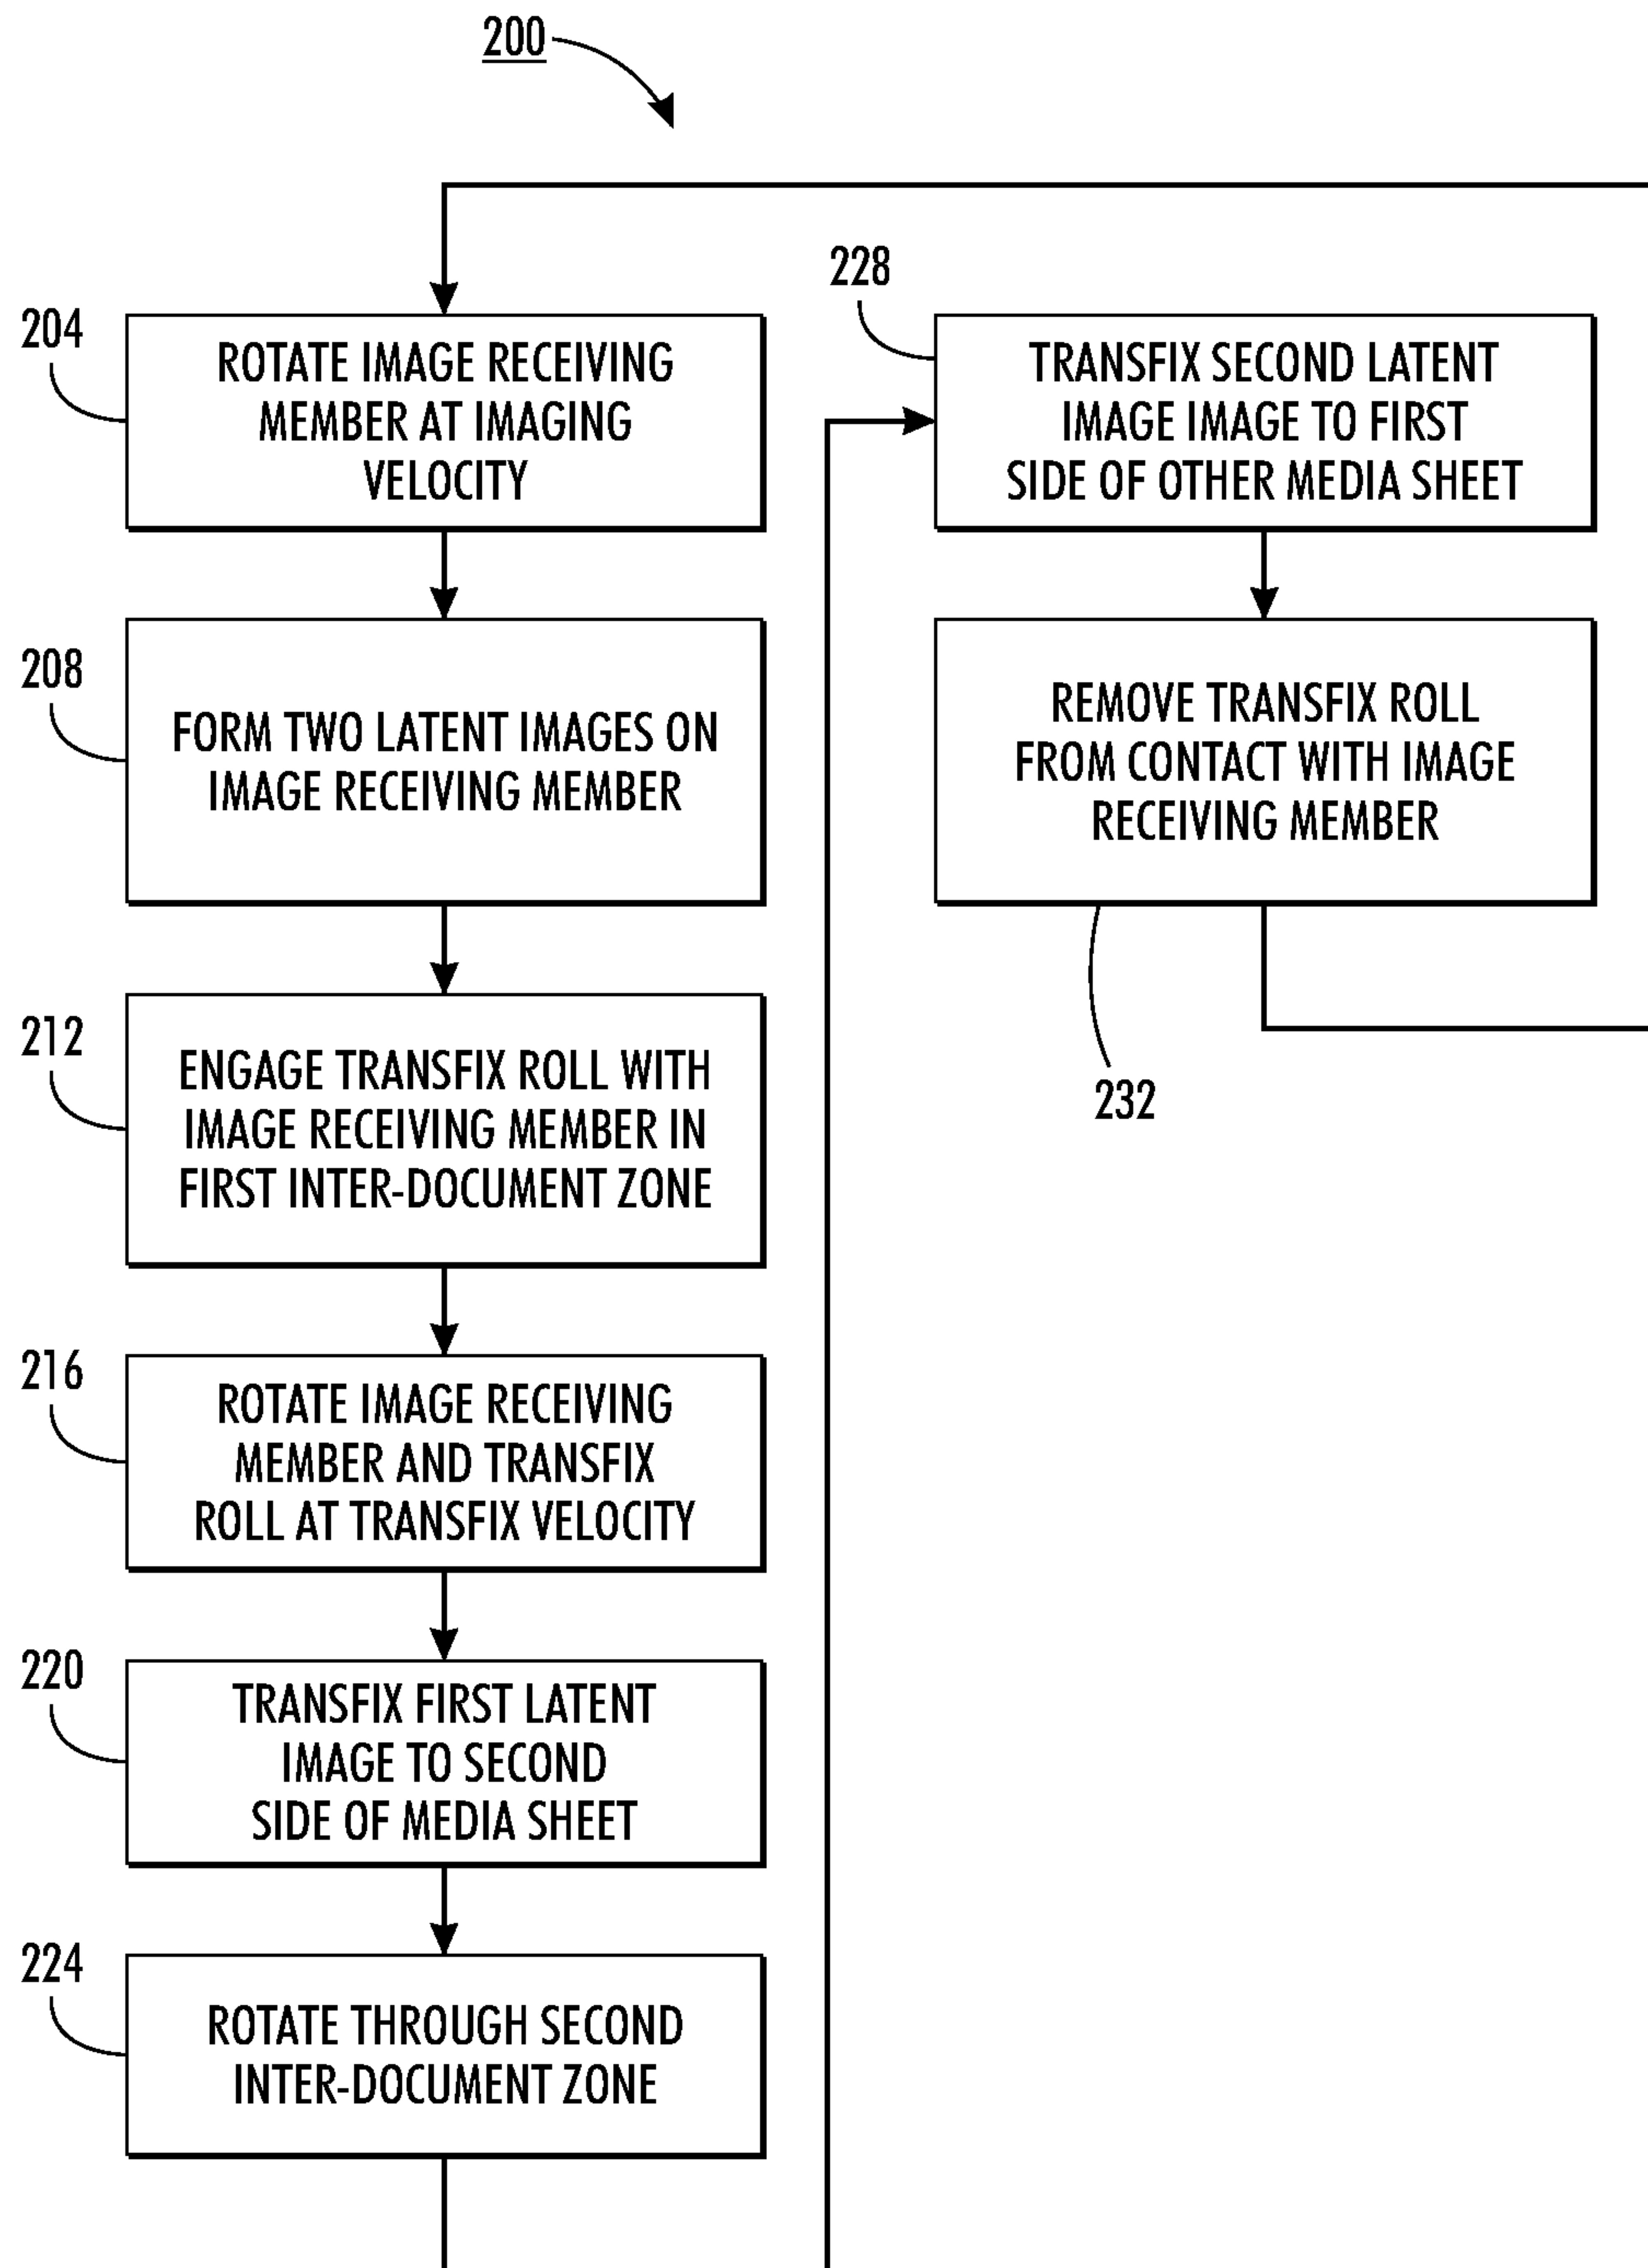 200
204
ROTATE IMAGE RECEIVING
MEMBER AT IMAGING
VELOCITY
208
FORM TWO LATENT IMAGES ON
IMAGE RECEIVING MEMBER
212
ENGAGE TRANSFIX ROLL WITH
IMAGE RECEIVING MEMBER IN
FIRST INTER-DOCUMENT ZONE
216
ROTATE IMAGE RECEIVING
MEMBER AND TRANSFIX
ROLL AT TRANSFIX VELOCITY
220
TRANSFIX FIRST LATENT
IMAGE TO SECOND
SIDE OF MEDIA SHEET
224
ROTATE THROUGH SECOND
INTER-DOCUMENT ZONE
228
TRANSFIX SECOND LATENT
IMAGE IMAGE TO FIRST
SIDE OF OTHER MEDIA SHEET
REMOVE TRANSFIX ROLL
FROM CONTACT WITH IMAGE
RECEIVING MEMBER
232